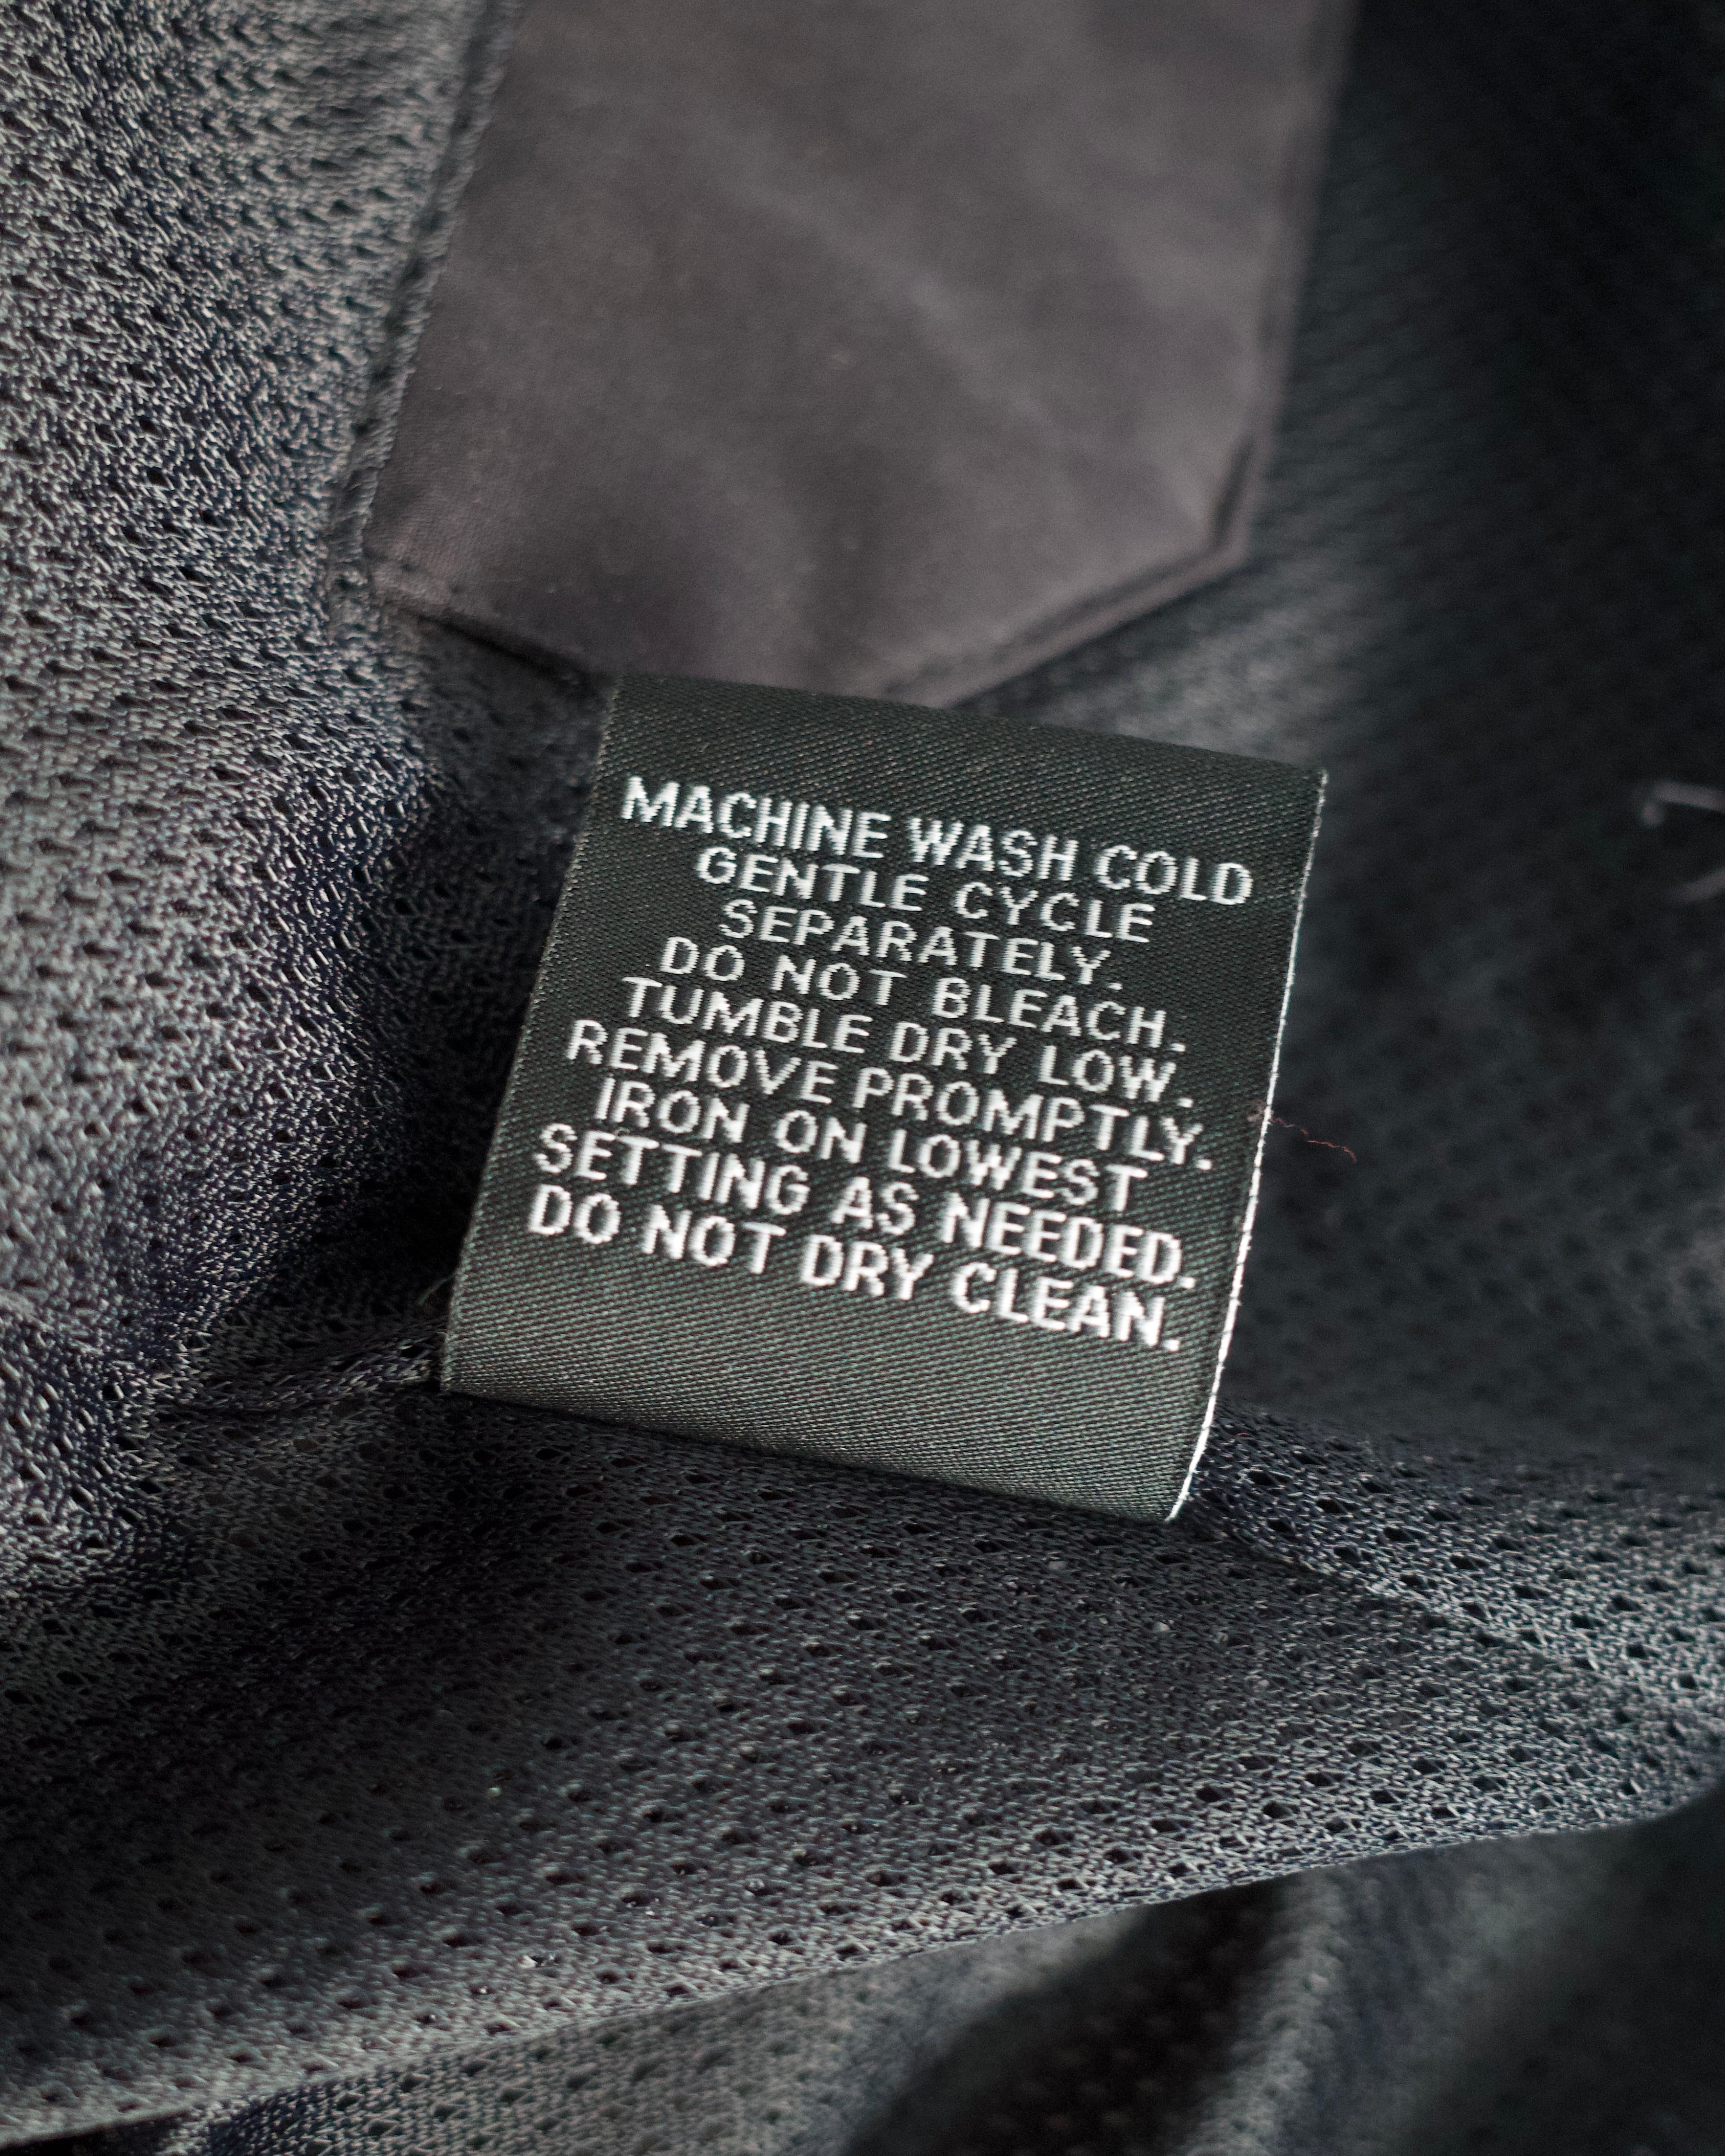 MACHINE WASH COLD
GENTLE CYCLE
SEPARATELY.
DO NOT BLEACH.
TUMBLE DRY LOW.
REMOVE PROMPTLY.
IRON ON LOWEST
SETTING AS NEEDED.
DO NOT DRY CLEAN.